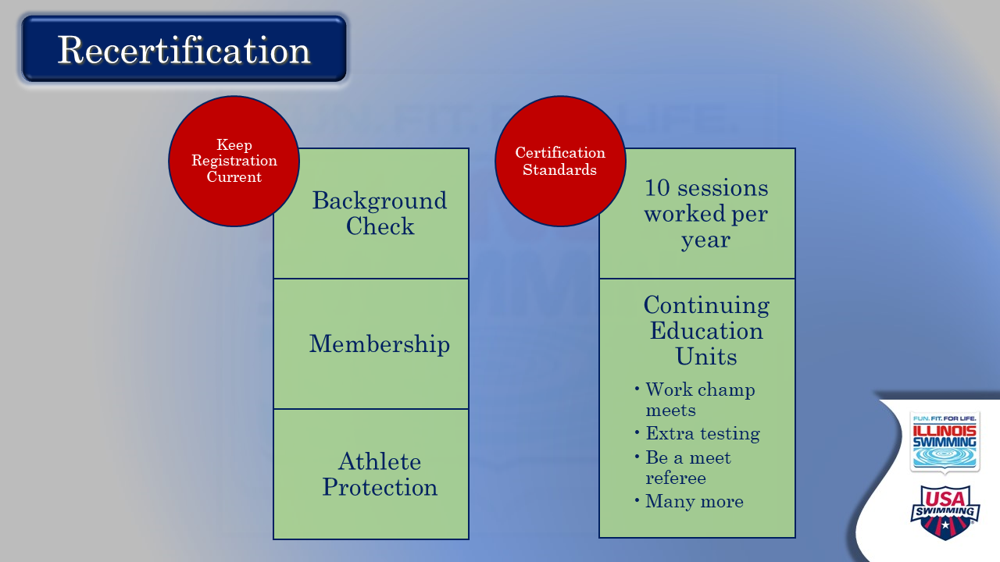 Recertification
Keep
Registration
Current
Background
Check
Membership
Athlete
Protection
Certification
Standards
10 sessions
worked per
year
Continuing
Education
Units
• Work champ
meets
• Extra testing
• Be a meet
referee
• Many more
FUN. FIT. FOR LIFE.
ILLINOIS
SWIMMING
USA
SWIMMING